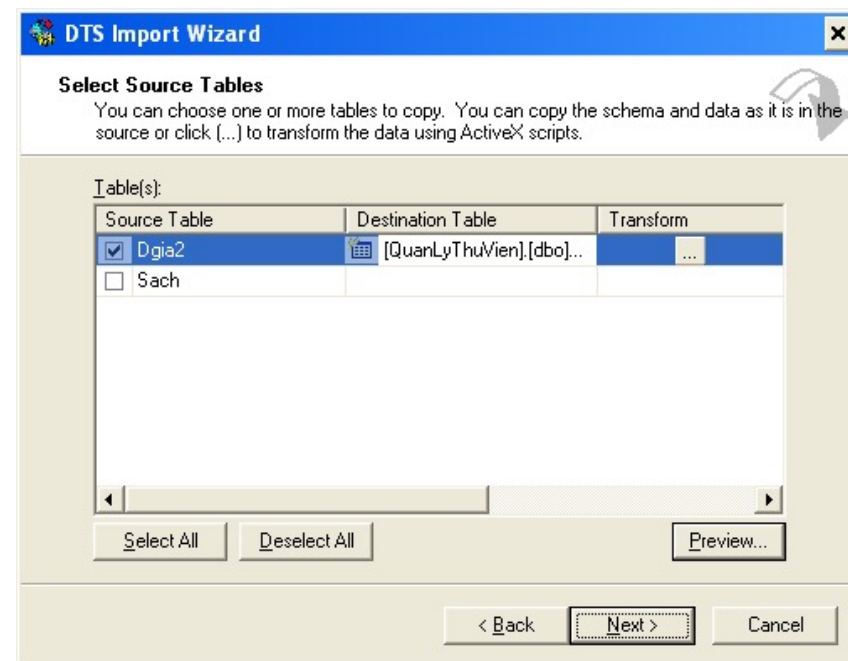 DTS Import Wizard
Select Source Tables
You can choose one or more tables to copy. You can copy the schema and data as it is in the
source or click (...) to transform the data using ActiveX scripts.
Table(s):
Source Table Destination Table Transform
Dgia2 [QuanLyThuVien].[dbo]... ...
Sach
Select All Deselect All Preview...
< Back Next > Cancel